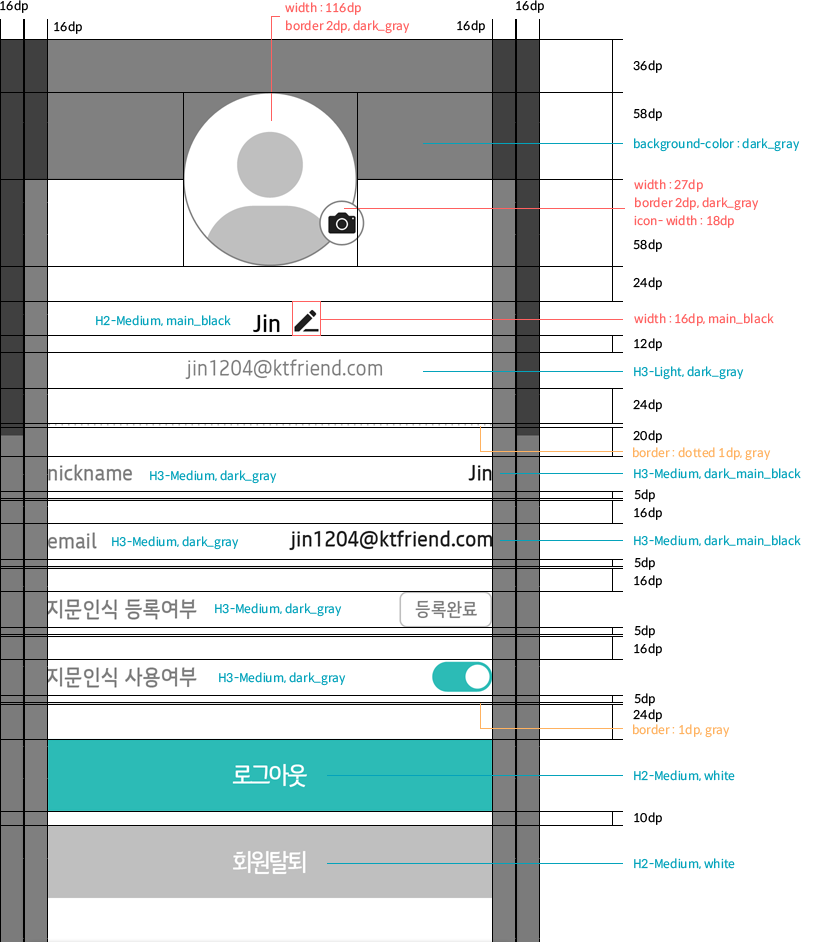 16dp
width : 116dp
16dp
16dp
border 2dp, dark_gray
16dp
36dp
58dp
background-color : dark_gray
width : 27dp
border 2dp, dark_gray
icon- width : 18dp
58dp
24dp
H2-Medium, main_black
Jin
width : 16dp, main_black
12dp
jin1204@ktfriend.com
H3-Light, dark_gray
24dp
20dp
border : dotted 1dp, gray
nickname
H3-Medium, dark_gray
Jin
H3-Medium, dark_main_black
5dp
16dp
email
H3-Medium, dark_gray
jin1204@ktfriend.com
H3-Medium, dark_main_black
5dp
16dp
지문인식 등록여부
H3-Medium, dark_gray
등록완료
5dp
16dp
지문인식 사용여부
H3-Medium, dark_gray
5dp
24dp
border : 1dp, gray
로그아웃
H2-Medium, white
10dp
회원탈퇴
H2-Medium, white